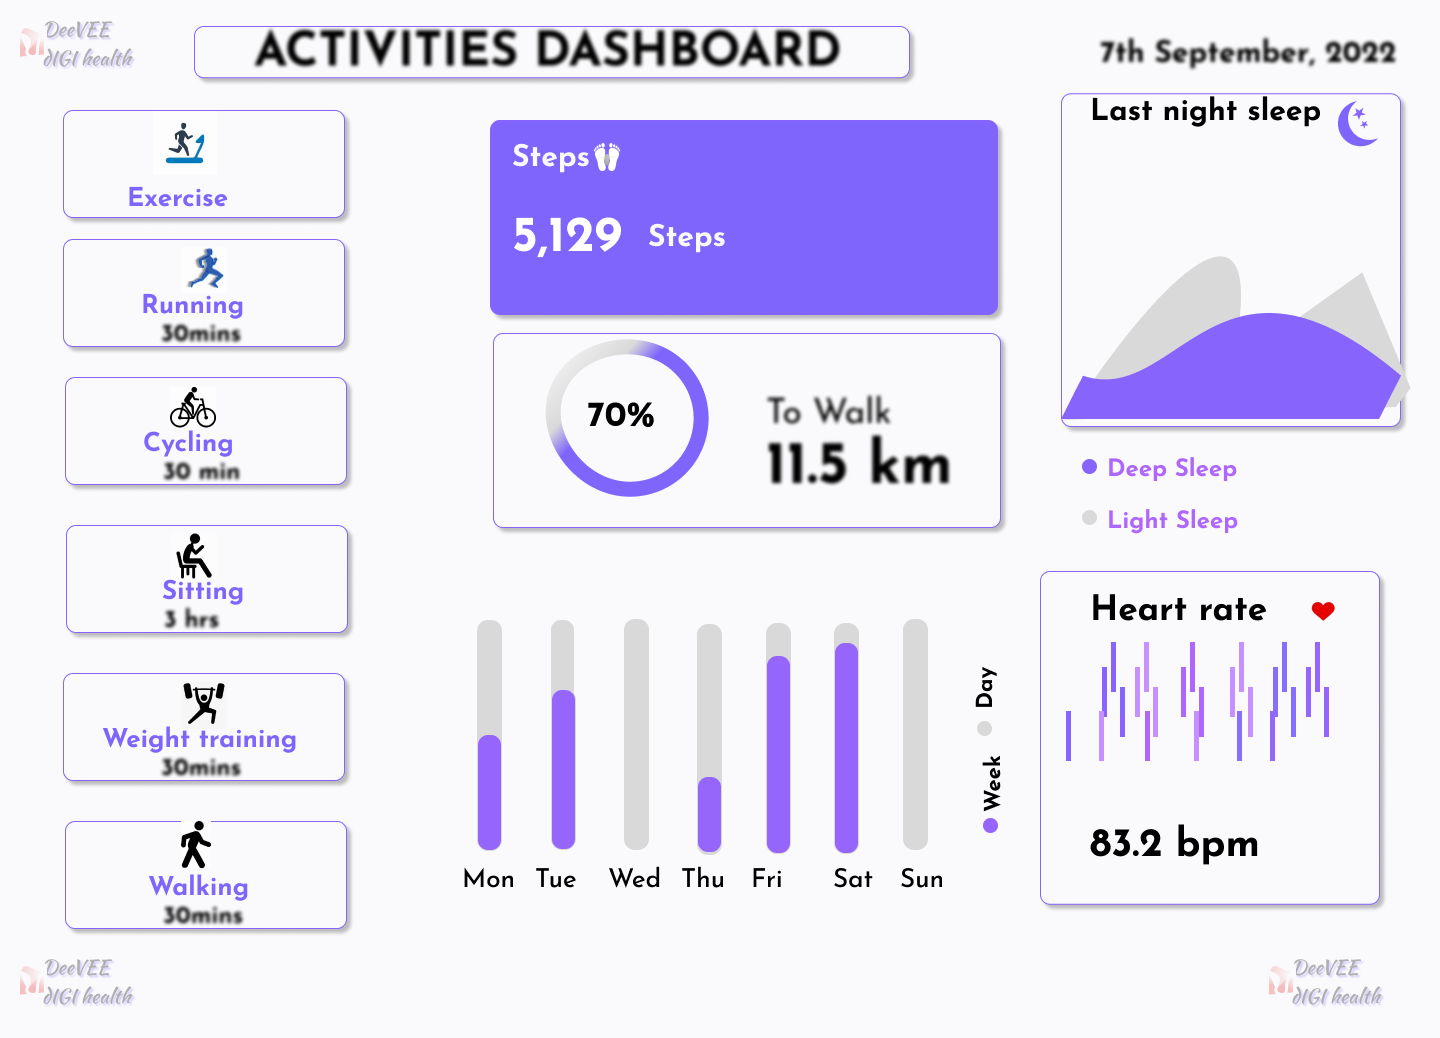 DeeVEE
dIGI health
ACTIVITIES DASHBOARD
7th September, 2022
Exercise
Running
30mins
Cycling
30 min
Sitting
3 hrs
Weight training
30mins
Walking
30mins
Steps
5,129 Steps
70%
To Walk
11.5 km
Mon Tue Wed Thu Fri Sat Sun
Day
Week
Last night sleep
Deep Sleep
Light Sleep
Heart rate
83.2 bpm
DeeVEE
dIGI health
DeeVEE
dIGI health